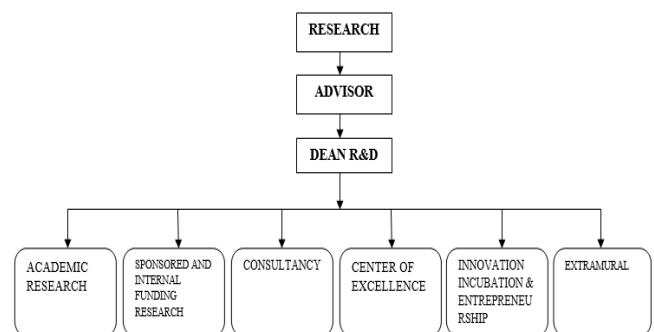 RESEARCH
ADVISOR
DEAN R&D
ACADEMIC
RESEARCH
SPONSORED AND
INTERNAL
FUNDING
RESEARCH
CONSULTANCY
CENTER OF
EXCELLENCE
INNOVATION
INCUBATION &
ENTREPRENEU
RSHIP
EXTRAMURAL